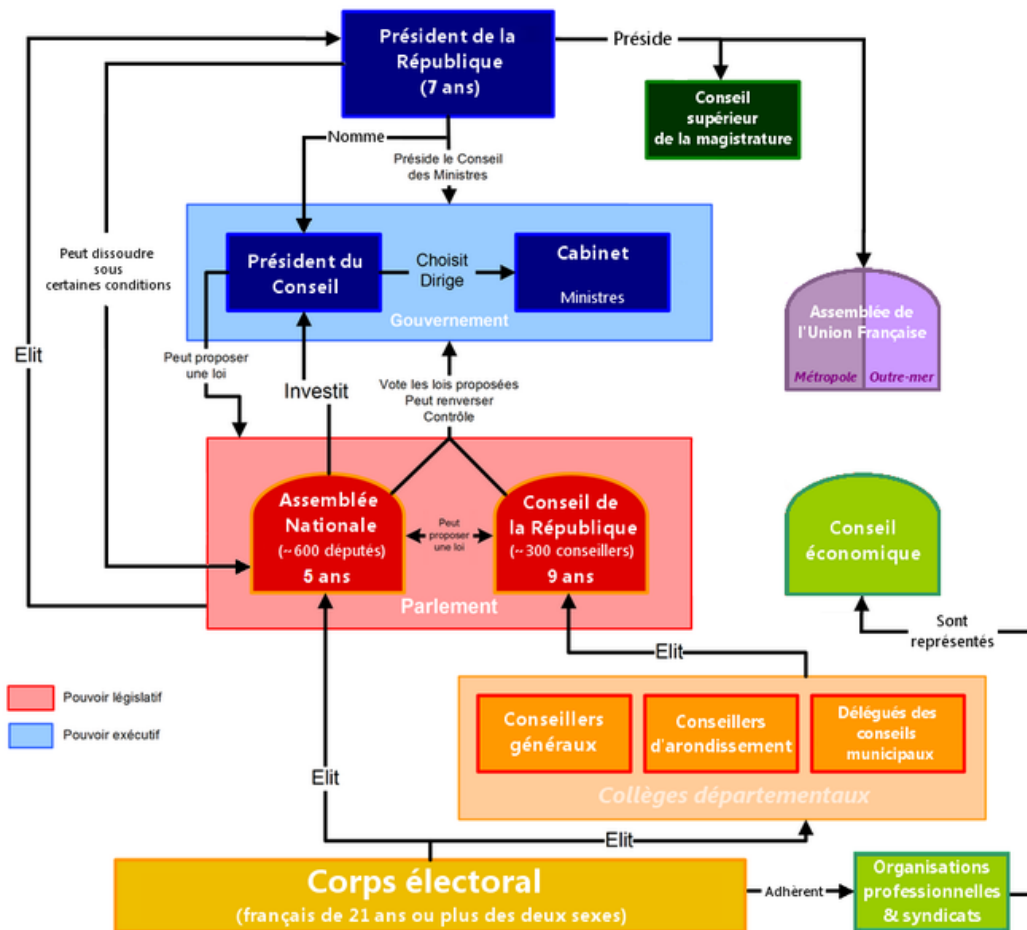 Président de la
République
(7 ans)
Préside
Conseil
supérieur
de la magistrature
Nomme
Préside le Conseil
des Ministres
Peut dissoudre
sous
certaines conditions
Président du
Conseil
Choisit
Dirige
Cabinet
Ministres
Gouvernement
Assemblée de
l'Union Française
Métropole Outre-mer
Elit
Peut proposer
une loi
Investit
Vote les lois proposées
Peut renverser
Contrôle
Assemblée
Nationale
(~600 députés)
5 ans
Peut
proposer
une loi
Conseil de
la République
(~300 conseillers)
9 ans
Parlement
Conseil
économique
Sont
représentés
Elit
Pouvoir législatif
Pouvoir exécutif
Conseillers
généraux
Conseillers
d'arondissement
Délégués des
conseils
municipaux
Collèges départementaux
Elit
Elit
Corps électoral
(français de 21 ans ou plus des deux sexes)
Adhèrent
Organisations
professionnelles
& syndicats